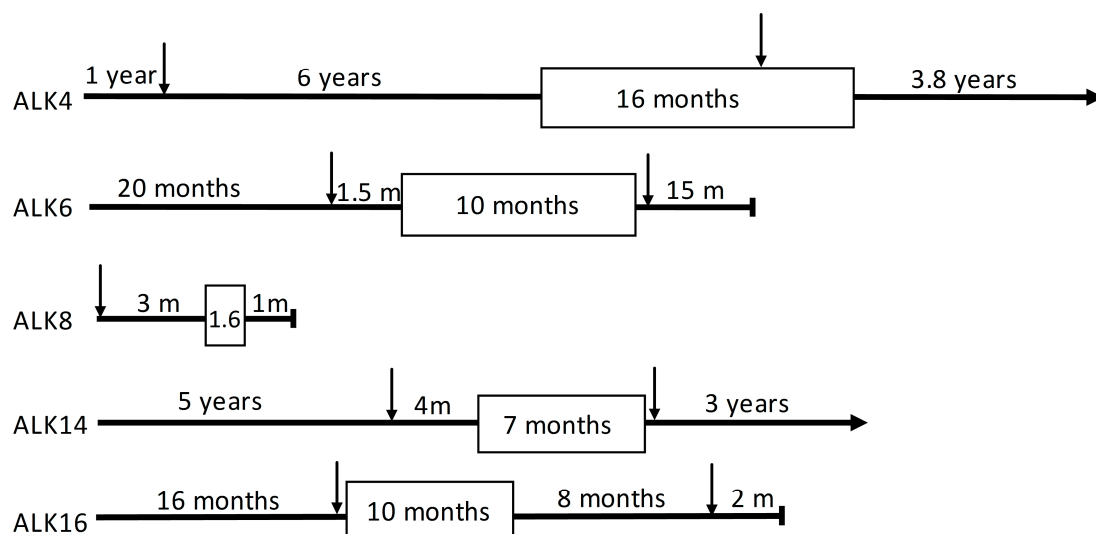 1 year 6 years 3.8 years
ALK4 16 months
20 months 1.5 m 15 m
ALK6 10 months
3 m 1m
ALK8 1.6
5 years 4m 3 years
ALK14 7 months
16 months 8 months 2 m
ALK16 10 months